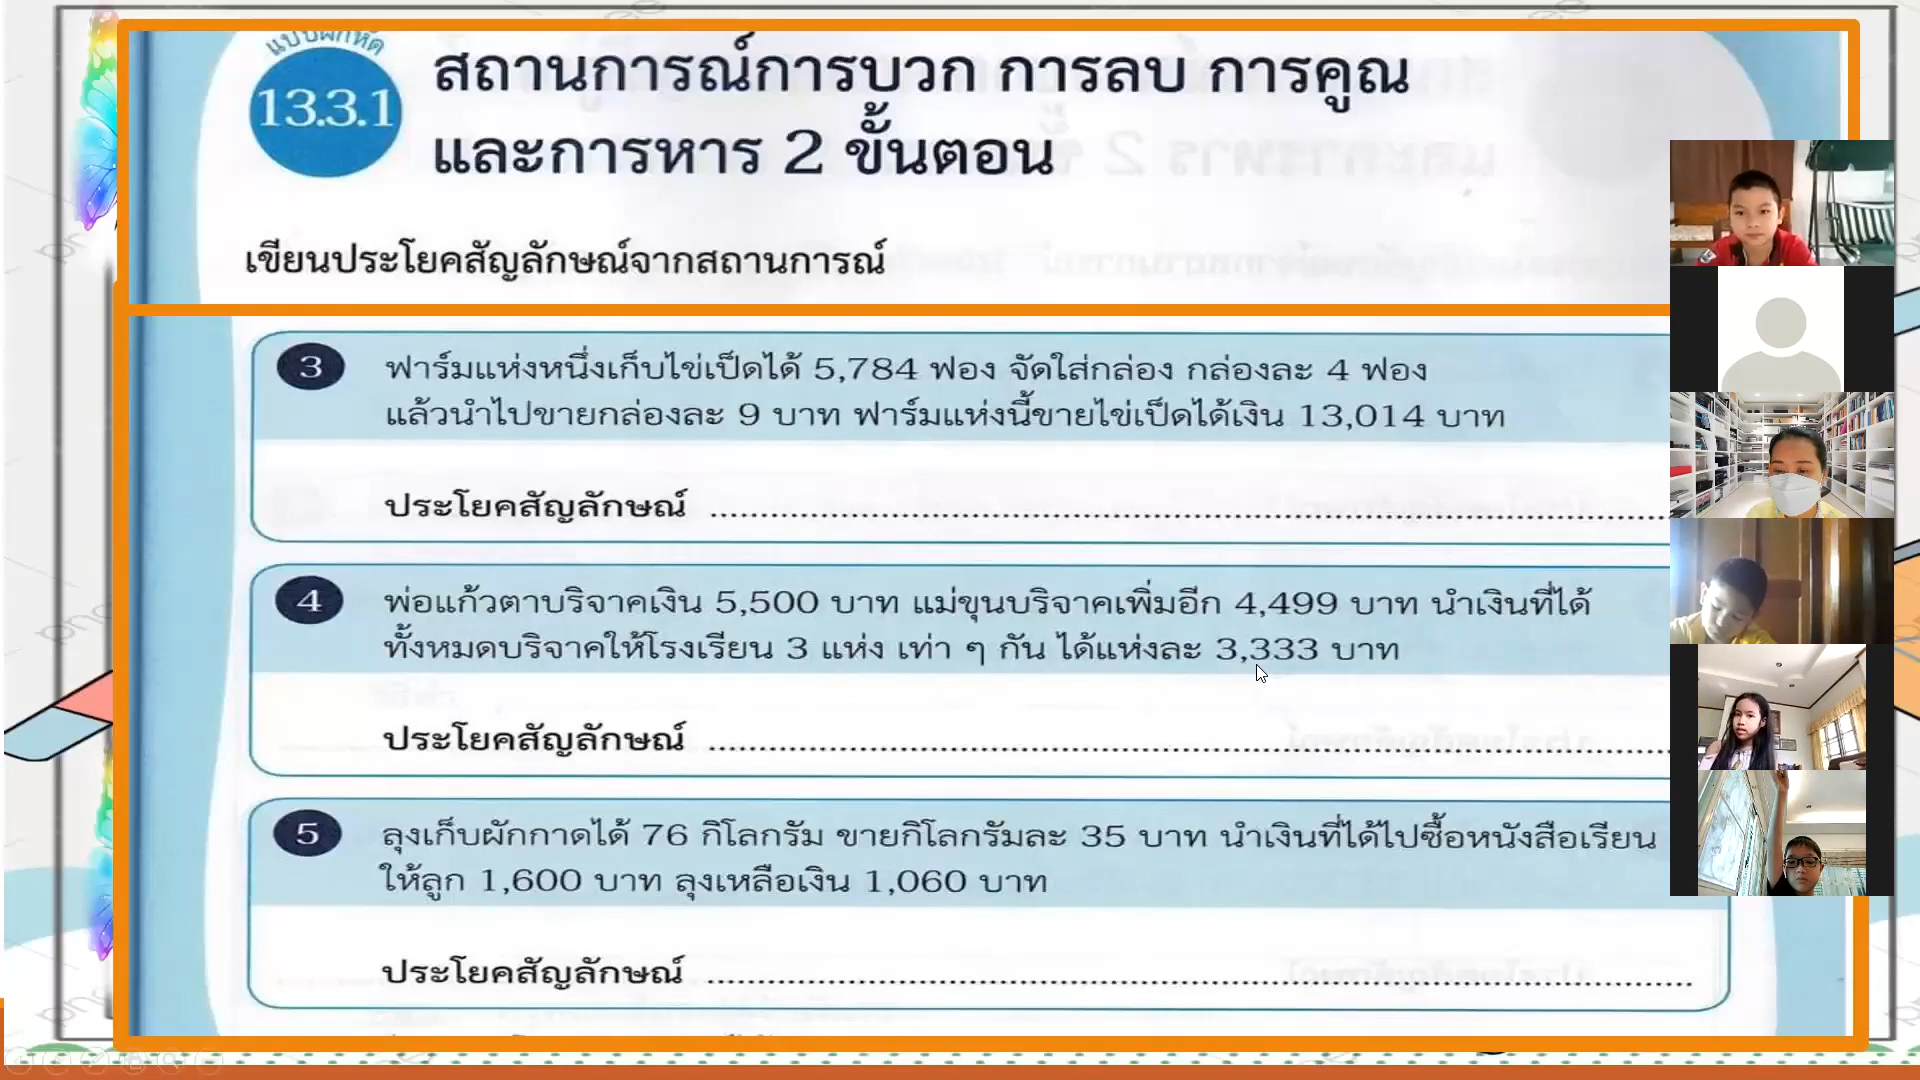 แบบฝึกหัด
13.3.1
สถานการณ์การบวก การลบ การคูณ
และการหาร 2 ขั้นตอน
เขียนประโยคสัญลักษณ์จากสถานการณ์
3 ฟาร์มแห่งหนึ่งเก็บไข่เป็ดได้ 5,784 ฟอง จัดใส่กล่อง กล่องละ 4 ฟอง
แล้วนำไปขายกล่องละ 9 บาท ฟาร์มแห่งนี้ขายไข่เป็ดได้เงิน 13,014 บาท
ประโยคสัญลักษณ์ ..........
4 พ่อแก้วตาบริจาคเงิน 5,500 บาท แม่ขุนบริจาคเพิ่มอีก 4,499 บาท นำเงินที่ได้
ทั้งหมดบริจาคให้โรงเรียน 3 แห่ง เท่า ๆ กัน ได้แห่งละ 3,333 บาท
ประโยคสัญลักษณ์ ..........
5 ลุงเก็บผักกาดได้ 76 กิโลกรัม ขายกิโลกรัมละ 35 บาท นำเงินที่ได้ไปซื้อหนังสือเรียน
ให้ลูก 1,600 บาท ลุงเหลือเงิน 1,060 บาท
ประโยคสัญลักษณ์ ..........